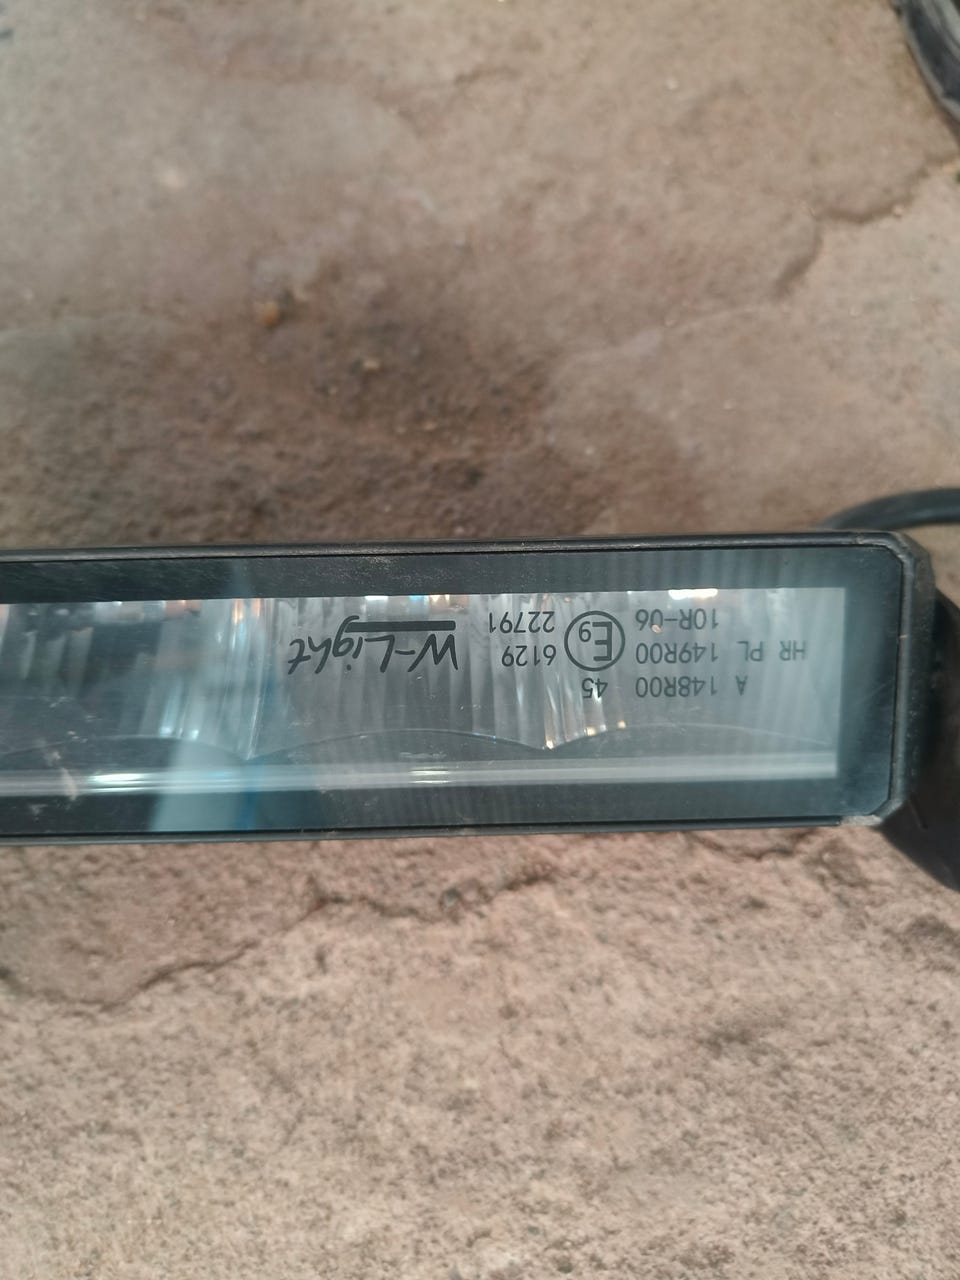 A 148R00 45
HR PL 149R00 E9 6129 W-Light
10R-06 22791